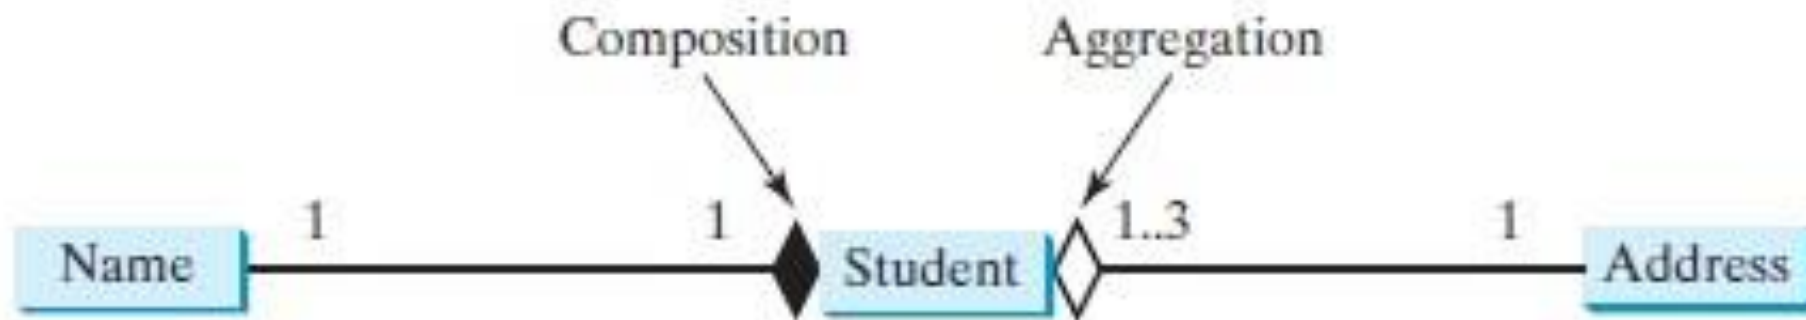 Composition Aggregation
1 1 1..3 1
Name Student Address